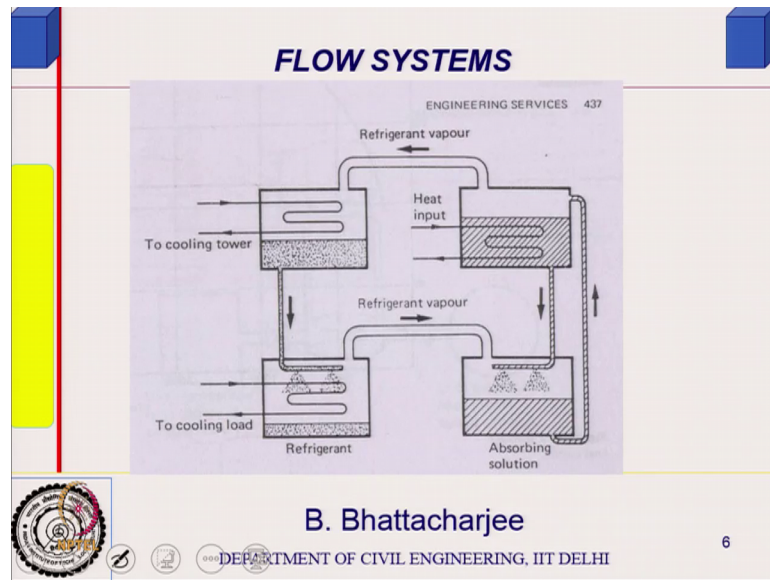 FLOW SYSTEMS
ENGINEERING SERVICES 437
Refrigerant vapour
Heat
input
To cooling tower
Refrigerant vapour
To cooling load
Refrigerant
Absorbing
solution
NPTEL
B. Bhattacharjee
DEPARTMENT OF CIVIL ENGINEERING, IIT DELHI
6